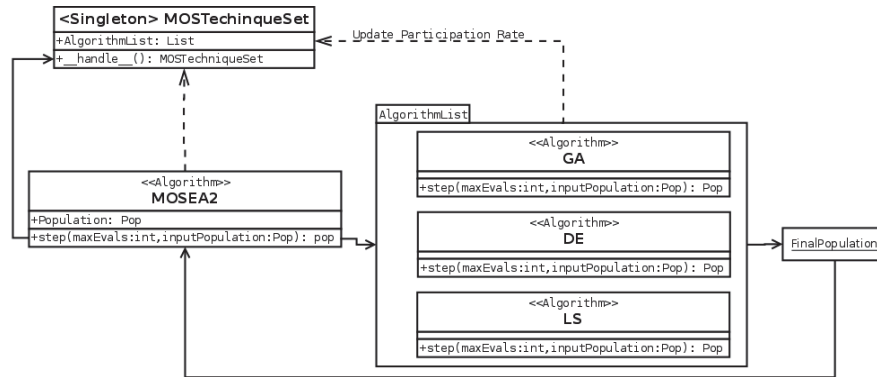 <Singleton> MOSTechinqueSet
+AlgorithmList: List
+__handle__(): MOSTechniqueSet
Update Participation Rate
AlgorithmList
<<Algorithm>>
GA
+step(maxEvals:int,inputPopulation:Pop): Pop
<<Algorithm>>
MOSEA2
+Population: Pop
+step(maxEvals:int,inputPopulation:Pop): pop
<<Algorithm>>
DE
+step(maxEvals:int,inputPopulation:Pop): Pop
FinalPopulation
<<Algorithm>>
LS
+step(maxEvals:int,inputPopulation:Pop): Pop